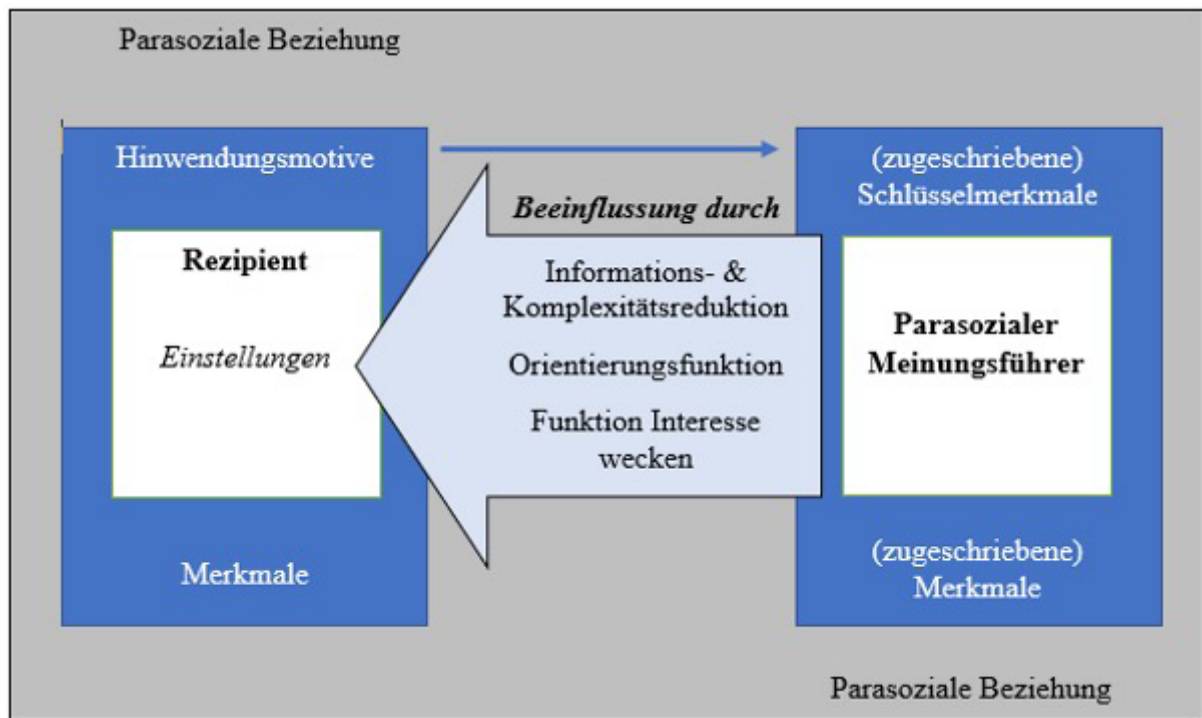 Parasoziale Beziehung
Hinwendungsmotive
Rezipient
Einstellungen
Merkmale
Beeinflussung durch
Informations- &
Komplexitätsreduktion
Orientierungsfunktion
Funktion Interesse
wecken
(zugeschriebene)
Schlüsselmerkmale
Parasozialer
Meinungsführer
(zugeschriebene)
Merkmale
Parasoziale Beziehung